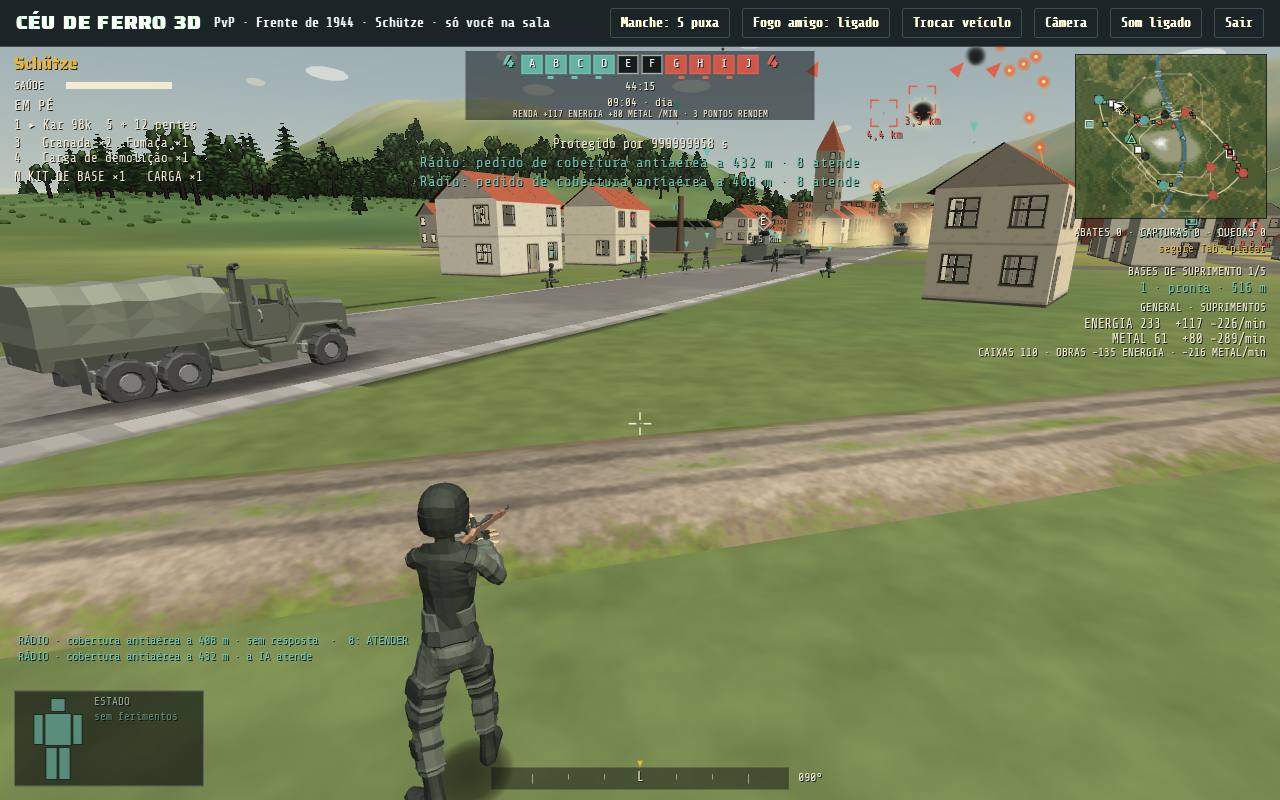 CÉU DE FERRO 3D PvP · Frente de 1944 · Schütze · só você na sala Manche: S puxa Fogo amigo: ligado Trocar veículo Câmera Som ligado Sair
Schütze
SAÚDE
EM PÉ
1 ▸ Kar 98k 5 + 12 pentes
3 Granada ×2 Fumaça ×1
4 Carga de demolição ×1
N KIT DE BASE ×1 CARGA ×1
4 A B C D E F G H I J 4
44:15
09:04 · dia
RENDA +117 ENERGIA +80 METAL /MIN · 3 PONTOS RENDEM
Protegido por 999999958 s
Rádio: pedido de cobertura antiaérea a 432 m · 8 atende
Rádio: pedido de cobertura antiaérea a 408 m · 8 atende
4,4 km
E
ABATES 0 · CAPTURAS 0 · QUEDAS 0
segure Tab: placar
BASES DE SUPRIMENTO 1/5
1 · pronta · 516 m
GENERAL · SUPRIMENTOS
ENERGIA 233 +117 −226/min
METAL 61 +80 −289/min
CAIXAS 110 · OBRAS −135 ENERGIA · −216 METAL/min
RÁDIO · cobertura antiaérea a 408 m · sem resposta · 8: ATENDER
RÁDIO · cobertura antiaérea a 432 m · a IA atende
ESTADO
sem ferimentos
L
090°